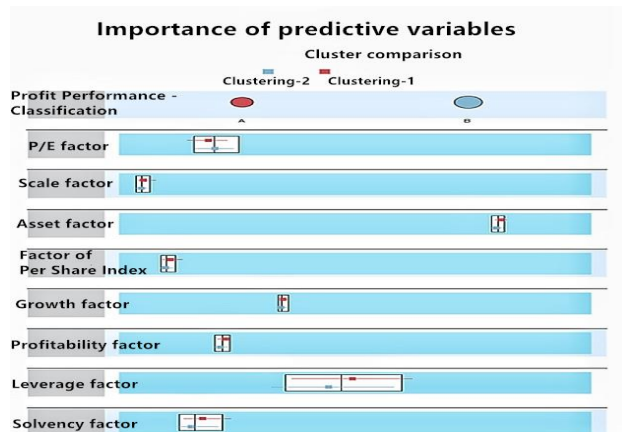 Importance of predictive variables
Cluster comparison
Clustering-2 Clustering-1
Profit Performance -
Classification
A B
P/E factor
Scale factor
Asset factor
Factor of
Per Share Index
Growth factor
Profitability factor
Leverage factor
Solvency factor